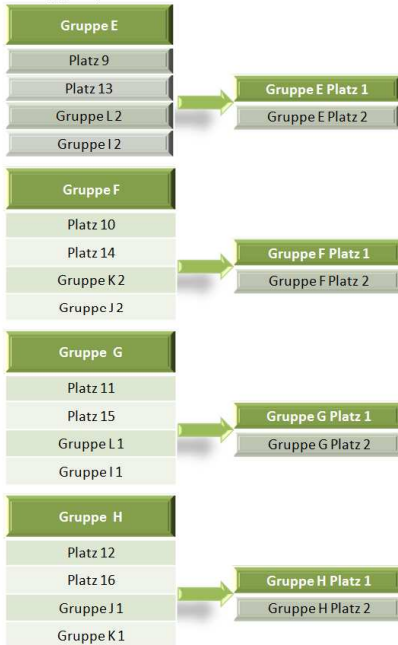 Gruppe E
Platz 9
Platz 13
Gruppe L 2
Gruppe I 2
Gruppe E Platz 1
Gruppe E Platz 2
Gruppe F
Platz 10
Platz 14
Gruppe K 2
Gruppe J 2
Gruppe F Platz 1
Gruppe F Platz 2
Gruppe G
Platz 11
Platz 15
Gruppe L 1
Gruppe I 1
Gruppe G Platz 1
Gruppe G Platz 2
Gruppe H
Platz 12
Platz 16
Gruppe J 1
Gruppe K 1
Gruppe H Platz 1
Gruppe H Platz 2